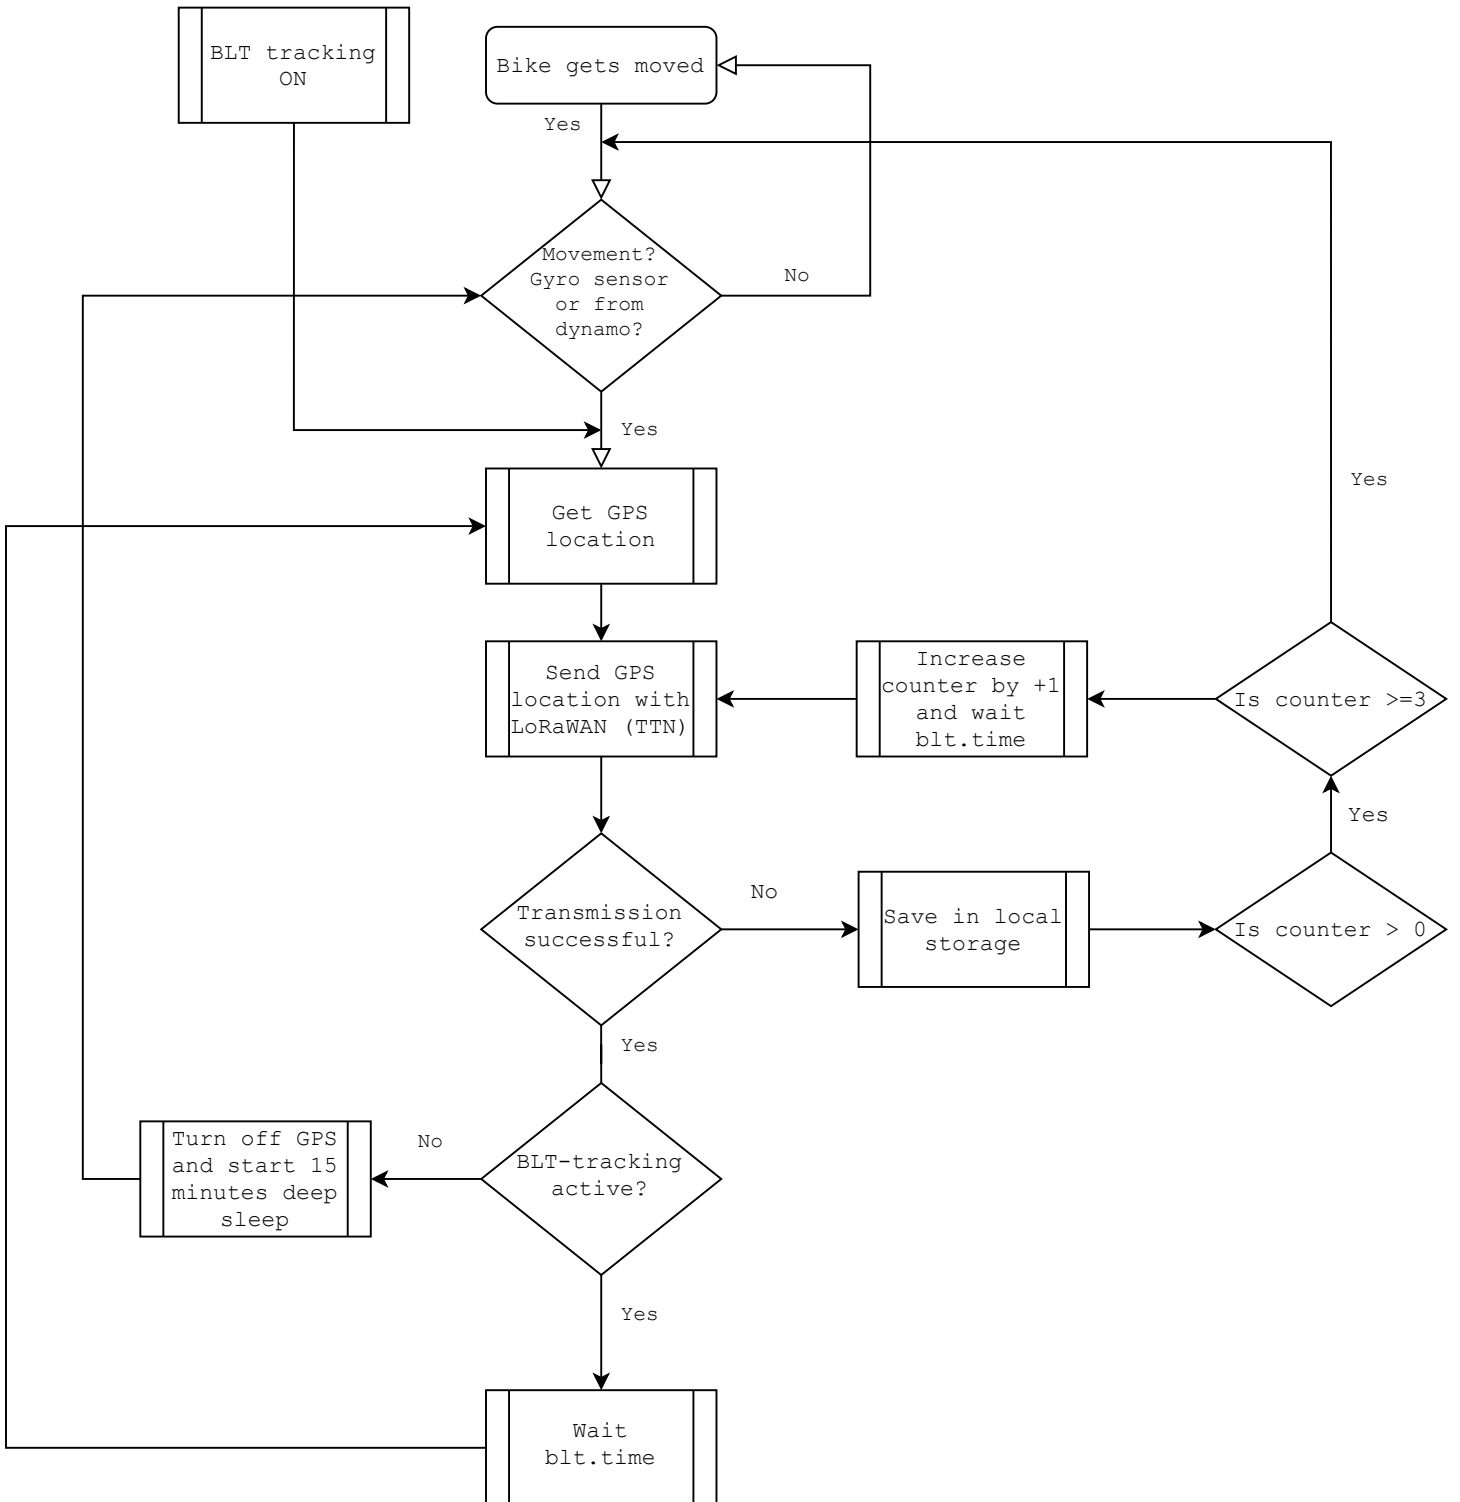 BLT tracking
ON
Bike gets moved
Yes
Movement?
Gyro sensor
or from
dynamo?
No
Yes
Yes
Get GPS
location
Send GPS
location with
LoRaWAN (TTN)
Increase
counter by +1
and wait
blt.time
Is counter >=3
Yes
No
Transmission
successful?
Save in local
storage
Is counter > 0
Yes
Turn off GPS
and start 15
minutes deep
sleep
No
BLT-tracking
active?
Yes
Wait
blt.time